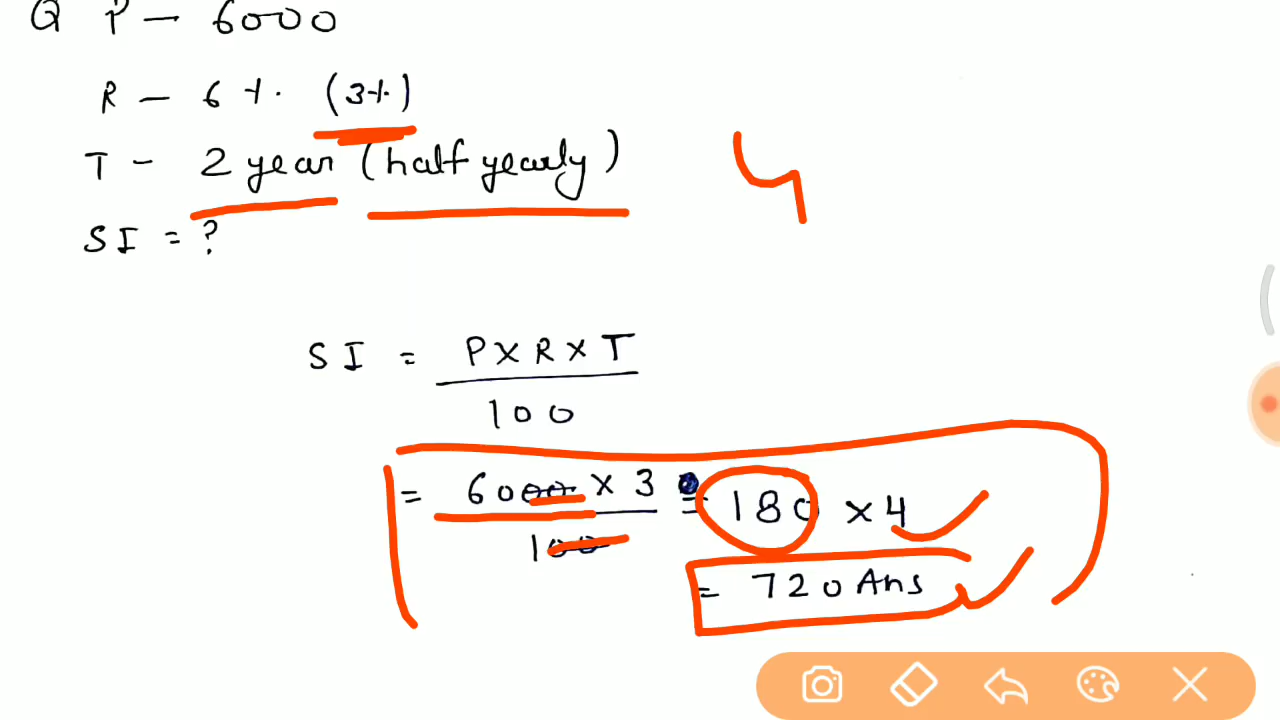 Q P — 6000
R — 6 % (3%)
T - 2 year (half yearly) 4
SI = ?
SI = P X R X T
100
= 6000 x 3 = 180 x 4
100
= 720 Ans